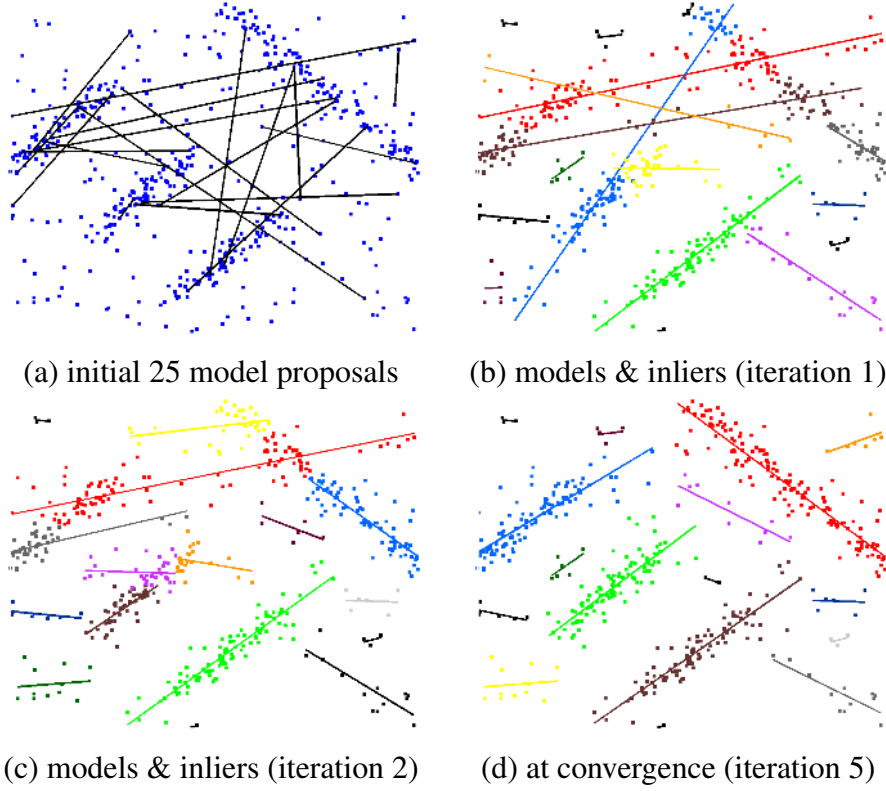 (a) initial 25 model proposals
(b) models & inliers (iteration 1)
(c) models & inliers (iteration 2)
(d) at convergence (iteration 5)